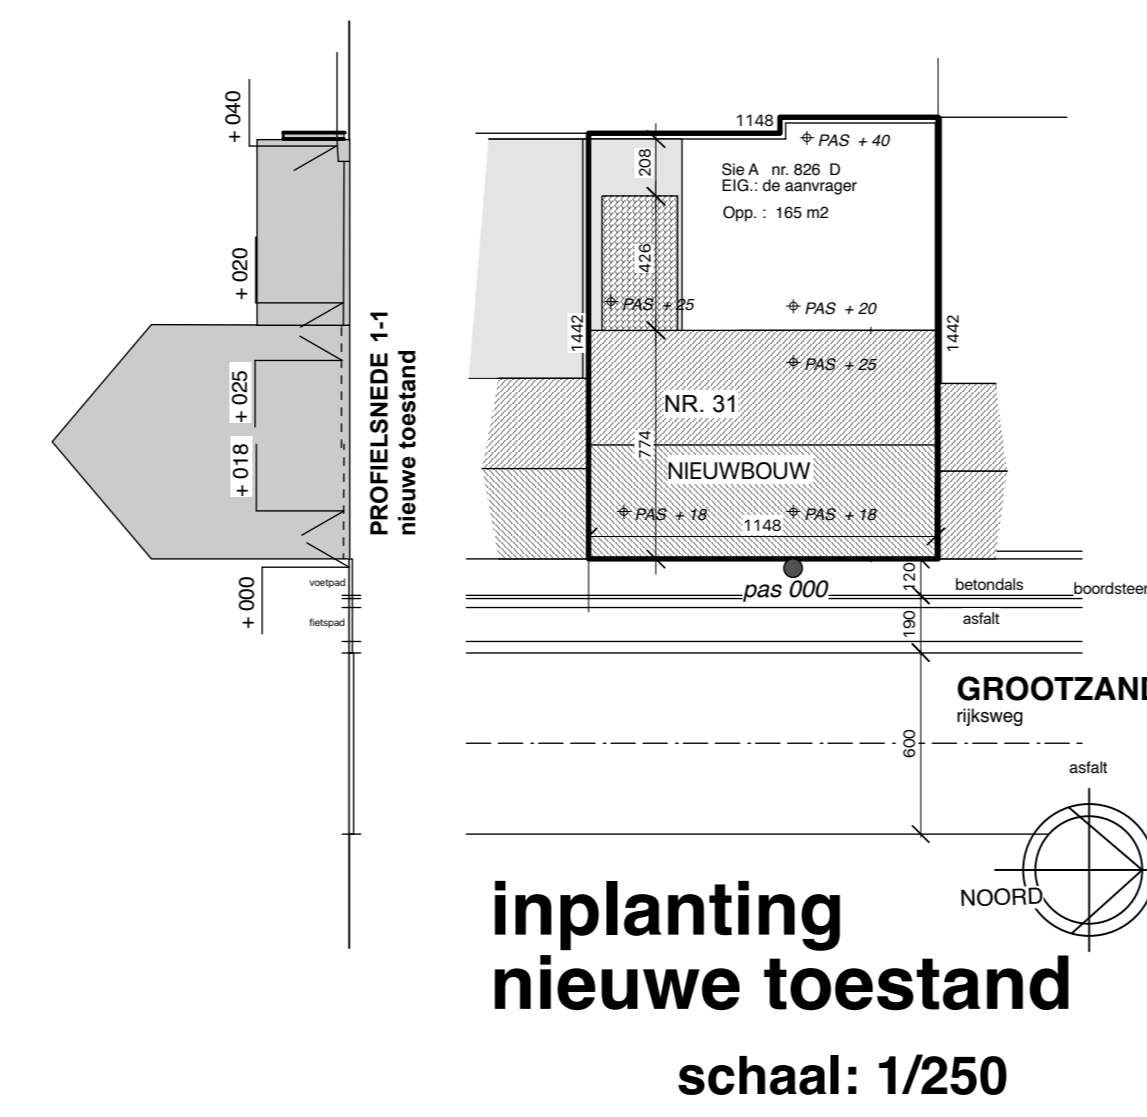 + 040
+ 020
+ 025
+ 018
+ 000
PROFIELSNEDE 1-1
nieuwe toestand
voetpad
fietspad
1148
PAS + 40
208
Sie A nr. 826 D
EIG.: de aanvrager
Opp. : 165 m2
426
PAS + 25
PAS + 20
1442
1442
PAS + 25
NR. 31
774
NIEUWBOUW
PAS + 18
PAS + 18
1148
pas 000
120
betondals
boordsteen
190
asfalt
GROOTZAND
rijksweg
600
asfalt
NOORD
inplanting
nieuwe toestand
schaal: 1/250